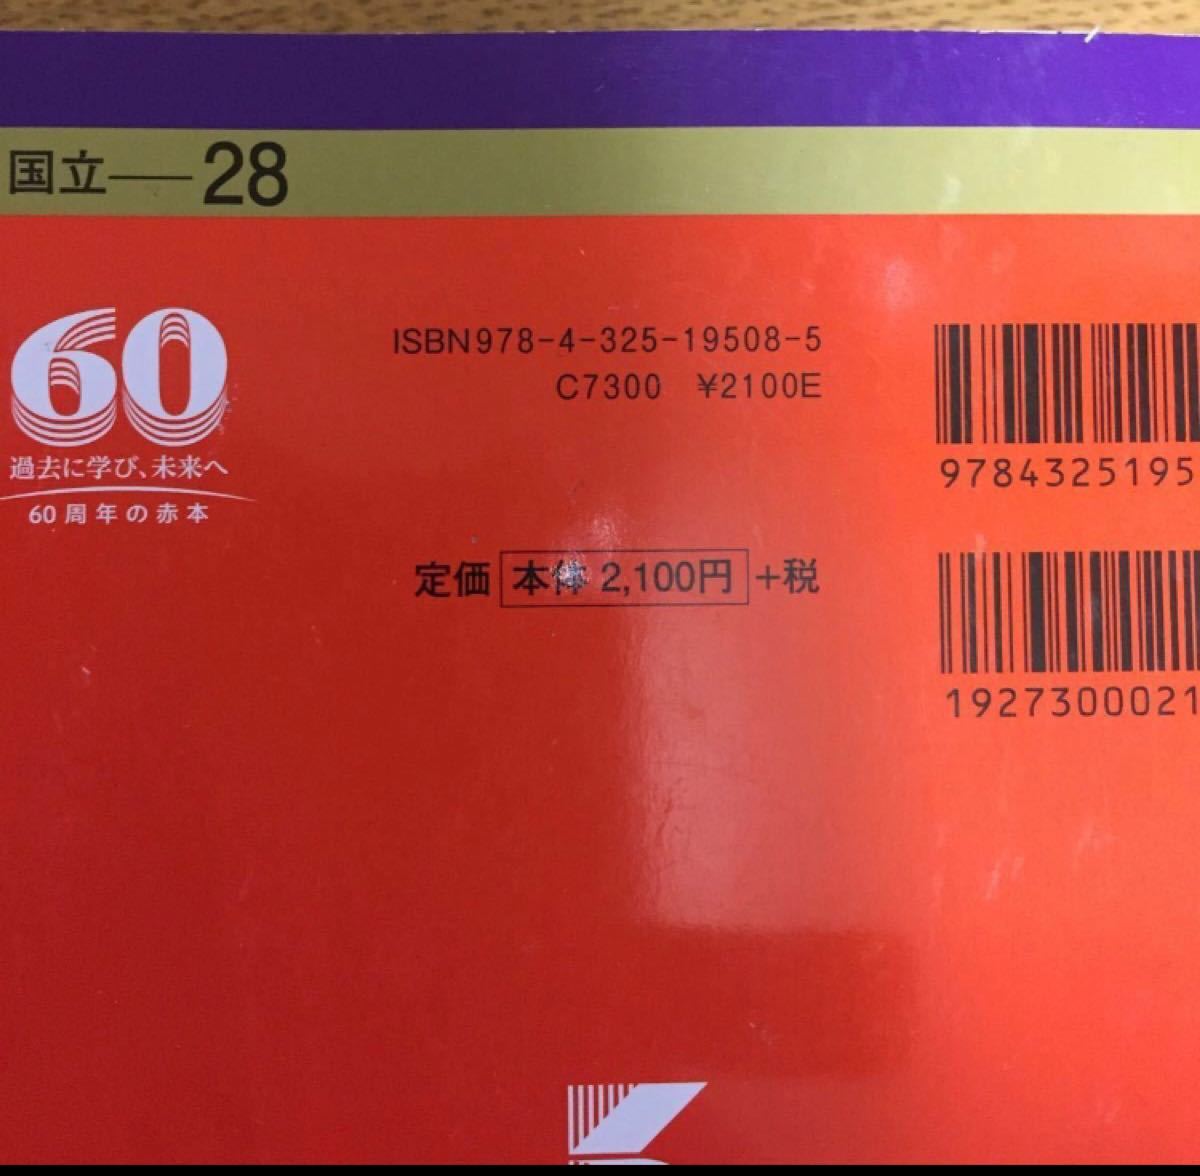 国立—28
60
過去に学び、未来へ
60周年の赤本
ISBN978-4-325-19508-5
C7300 ¥2100E
定価 本体 2,100円 +税
9784325195
1927300021